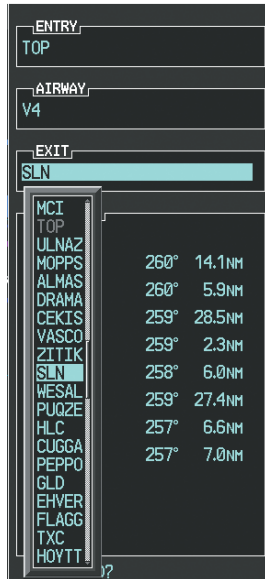 ENTRY
TOP
AIRWAY
V4
EXIT
SLN
MCI
TOP
ULNAZ
MOPPS 260° 14.1NM
ALMAS 260° 5.9NM
DRAMA
CEKIS 259° 28.5NM
VASCO 259° 2.3NM
ZITIK
SLN 258° 6.0NM
WESAL 259° 27.4NM
PUQZE
HLC 257° 6.6NM
CUGGA 257° 7.0NM
PEPPO
GLD
EHVER
FLAGG
TXC
HOYTT
?